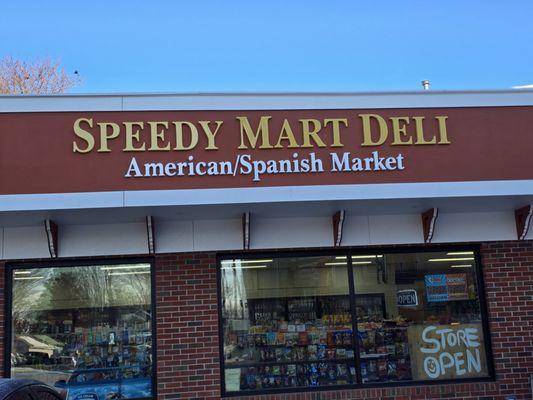 SPEEDY MART DELI
American/Spanish Market
OPEN
STORE
OPEN